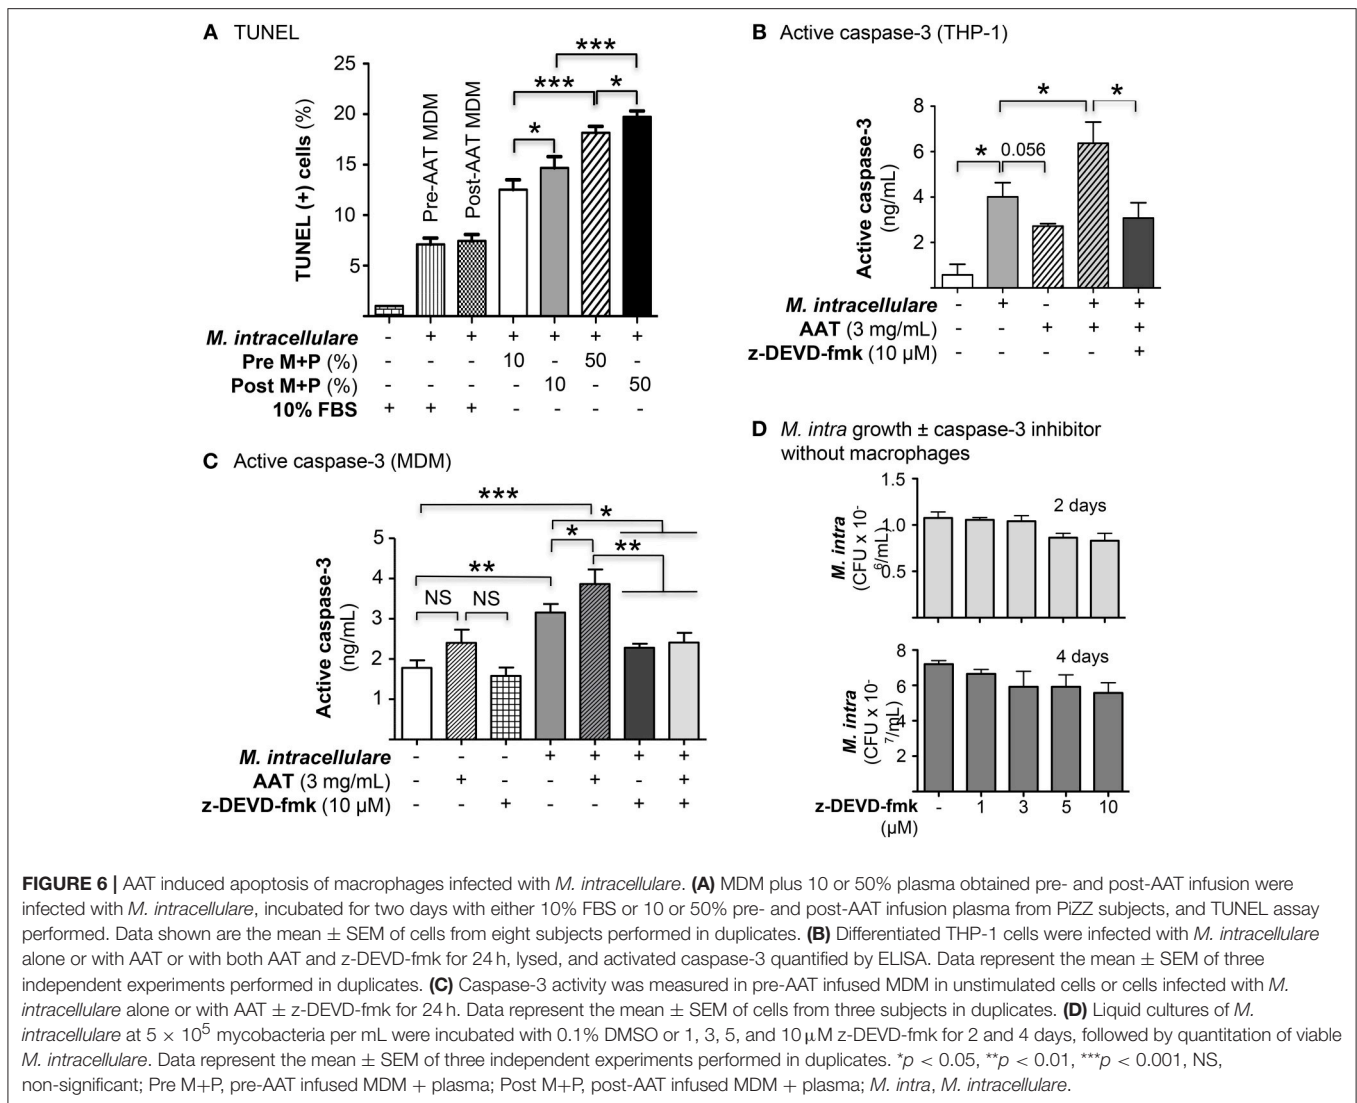 A TUNEL
TUNEL (+) cells (%)
25
20
15
10
5
Pre-AAT MDM
Post-AAT MDM
*
***
*
***
M. intracellulare - + + + + + +
Pre M+P (%) - - - 10 - 50 -
Post M+P (%) - - - - 10 - 50
10% FBS + + + - - - -
B Active caspase-3 (THP-1)
Active caspase-3
(ng/mL)
8
6
4
2
*
0.056
*
*
M. intracellulare - + - + +
AAT (3 mg/mL) - - + + +
z-DEVD-fmk (10 µM) - - - - +
C Active caspase-3 (MDM)
Active caspase-3
(ng/mL)
5
4
3
2
1
NS
NS
**
***
*
*
**
M. intracellulare - - - + + + +
AAT (3 mg/mL) - + - - + - +
z-DEVD-fmk (10 µM) - - + - - + +
D M. intra growth ± caspase-3 inhibitor
without macrophages
M. intra
(CFU x 10-
6/mL)
1.5
1.0
0.5
2 days
M. intra
(CFU x 10-
7/mL)
8
6
4
2
4 days
z-DEVD-fmk - 1 3 5 10
(µM)
FIGURE 6 | AAT induced apoptosis of macrophages infected with M. intracellulare. (A) MDM plus 10 or 50% plasma obtained pre- and post-AAT infusion were
infected with M. intracellulare, incubated for two days with either 10% FBS or 10 or 50% pre- and post-AAT infusion plasma from PiZZ subjects, and TUNEL assay
performed. Data shown are the mean ± SEM of cells from eight subjects performed in duplicates. (B) Differentiated THP-1 cells were infected with M. intracellulare
alone or with AAT or with both AAT and z-DEVD-fmk for 24 h, lysed, and activated caspase-3 quantified by ELISA. Data represent the mean ± SEM of three
independent experiments performed in duplicates. (C) Caspase-3 activity was measured in pre-AAT infused MDM in unstimulated cells or cells infected with M.
intracellulare alone or with AAT ± z-DEVD-fmk for 24 h. Data represent the mean ± SEM of cells from three subjects in duplicates. (D) Liquid cultures of M.
intracellulare at 5 × 10⁵ mycobacteria per mL were incubated with 0.1% DMSO or 1, 3, 5, and 10 µM z-DEVD-fmk for 2 and 4 days, followed by quantitation of viable
M. intracellulare. Data represent the mean ± SEM of three independent experiments performed in duplicates. *p < 0.05, **p < 0.01, ***p < 0.001, NS,
non-significant; Pre M+P, pre-AAT infused MDM + plasma; Post M+P, post-AAT infused MDM + plasma; M. intra, M. intracellulare.